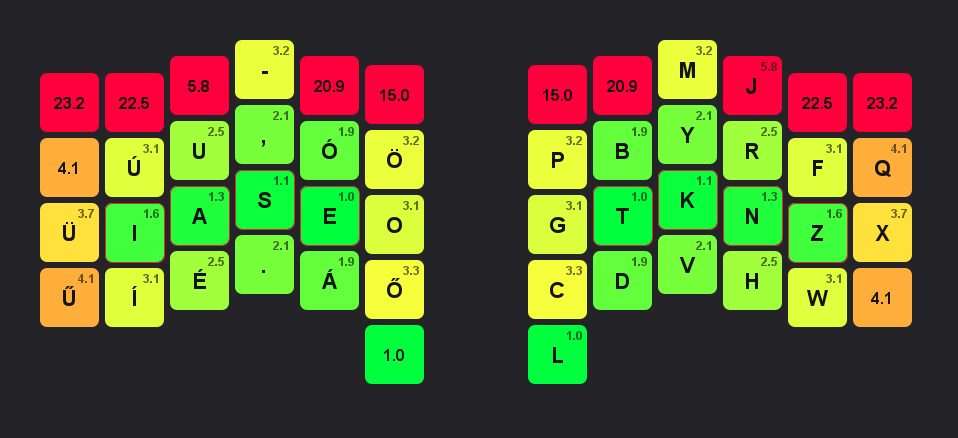 23.2 22.5 5.8 - 3.2 20.9 15.0 15.0 20.9 M 3.2 J 5.8 22.5 23.2
4.1 Ú 3.1 U 2.5 , 2.1 Ó 1.9 Ö 3.2 P 3.2 B 1.9 Y 2.1 R 2.5 F 3.1 Q 4.1
Ü 3.7 I 1.6 A 1.3 S 1.1 E 1.0 O 3.1 G 3.1 T 1.0 K 1.1 N 1.3 Z 1.6 X 3.7
Ű 4.1 Í 3.1 É 2.5 . 2.1 Á 1.9 Ő 3.3 C 3.3 D 1.9 V 2.1 H 2.5 W 3.1 4.1
1.0 L 1.0